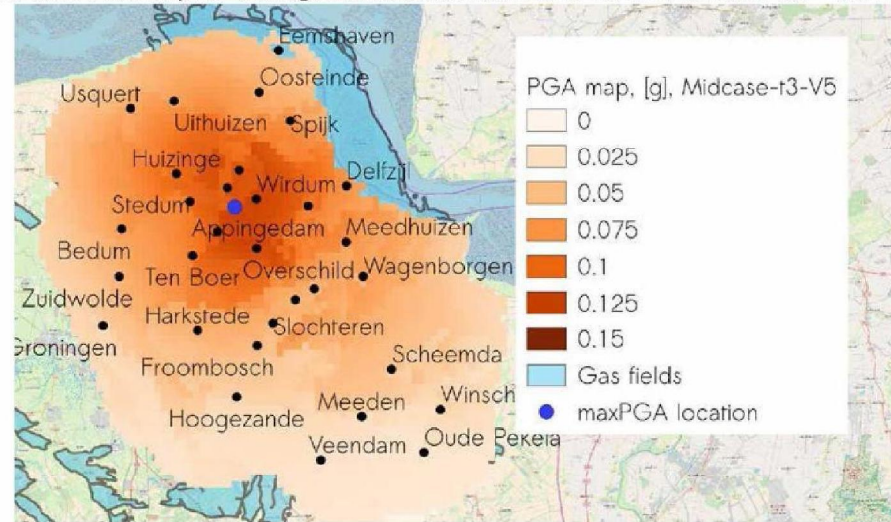 Eemshaven
Oosteinde
Usquert
Uithuizen
Spijk
Huizinge
Delfzijl
Wirdum
Stedum
Appingedam
Meedhuizen
Bedum
Ten Boer
Overschild
Wagenborgen
Zuidwolde
Harkstede
Slochteren
Groningen
Scheemda
Froombosch
Meeden
Winsch
Hoogezande
Veendam
Oude Pekela
PGA map, [g], Midcase-t3-V5
0
0.025
0.05
0.075
0.1
0.125
0.15
Gas fields
maxPGA location